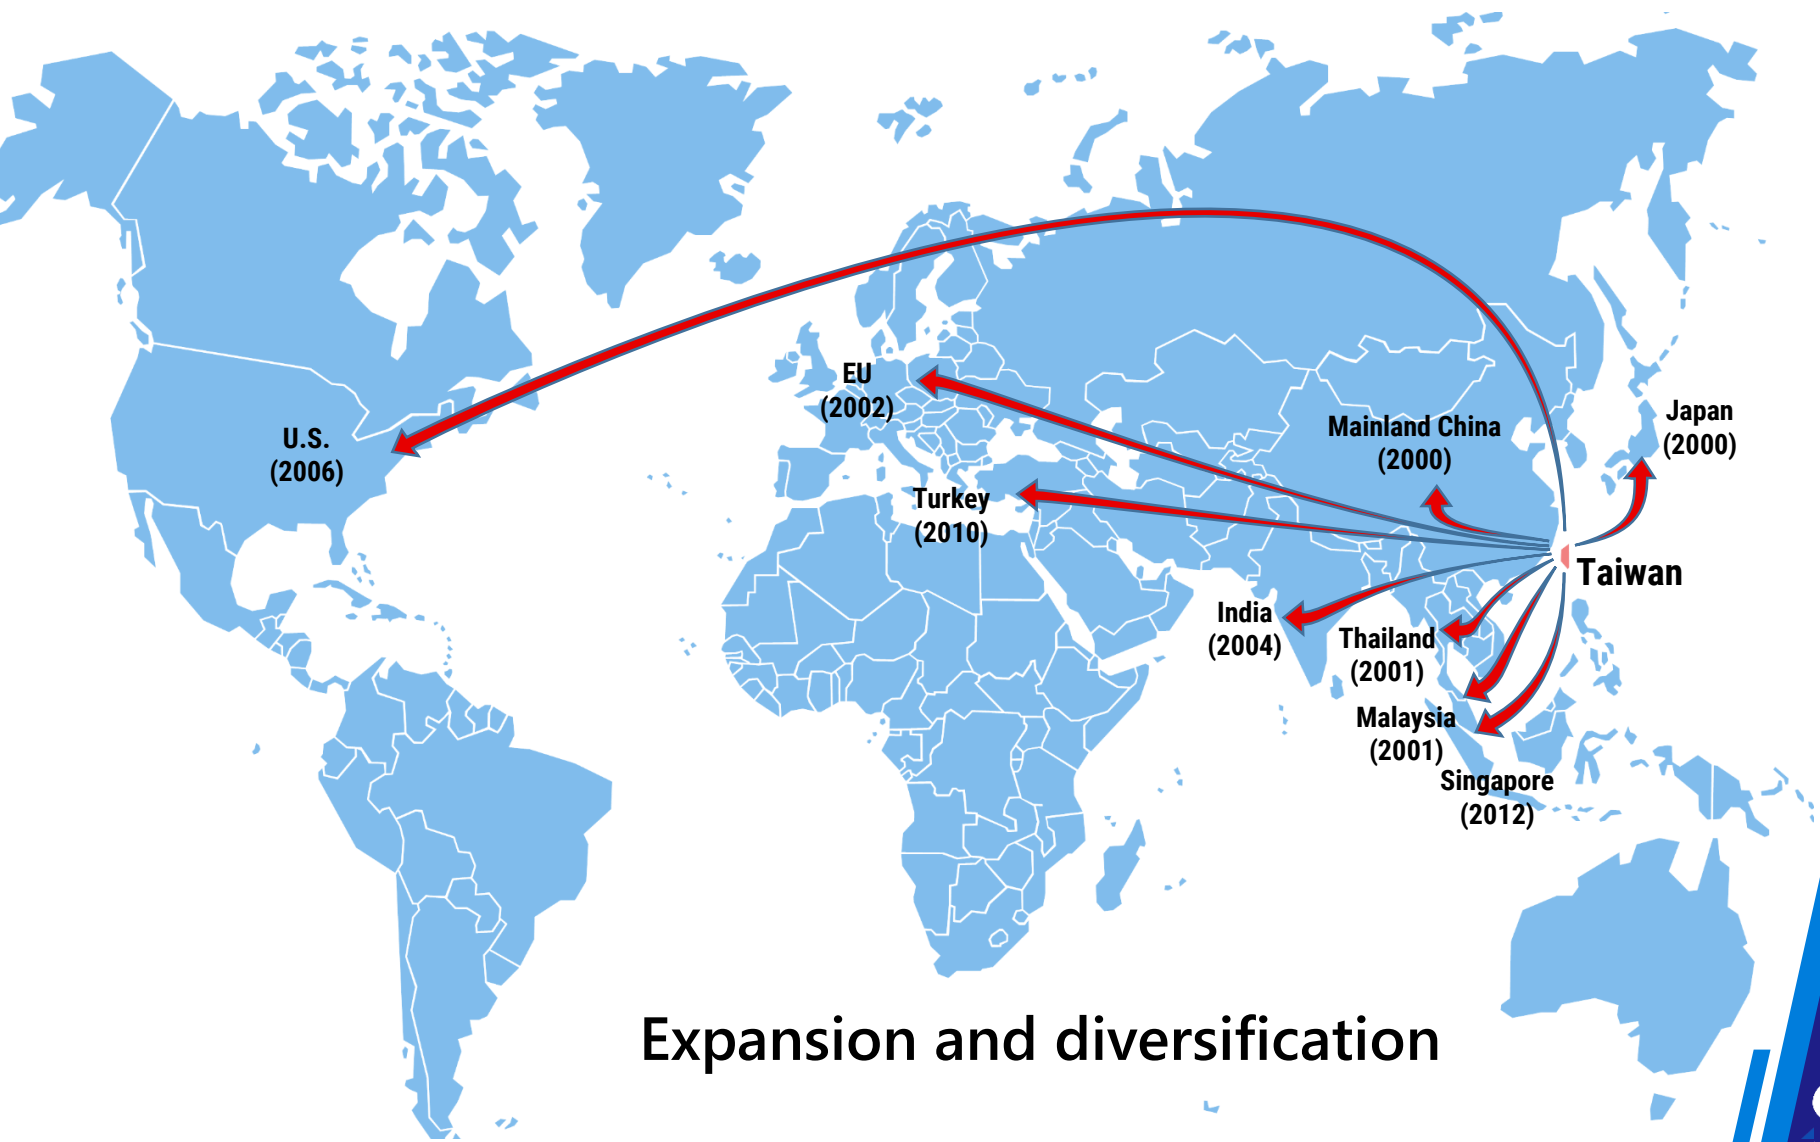 EU
(2002)
U.S.
(2006)
Mainland China
(2000)
Japan
(2000)
Turkey
(2010)
Taiwan
India
(2004)
Thailand
(2001)
Malaysia
(2001)
Singapore
(2012)
Expansion and diversification